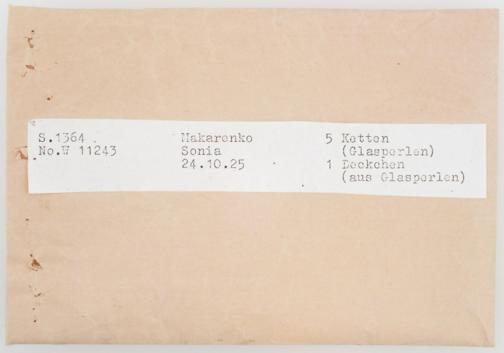 S.1364. Makarenko 5 Ketten
No.W 11243 Sonia (Glasperlen)
24.10.25 1 Deckchen
(aus Glasperlen)